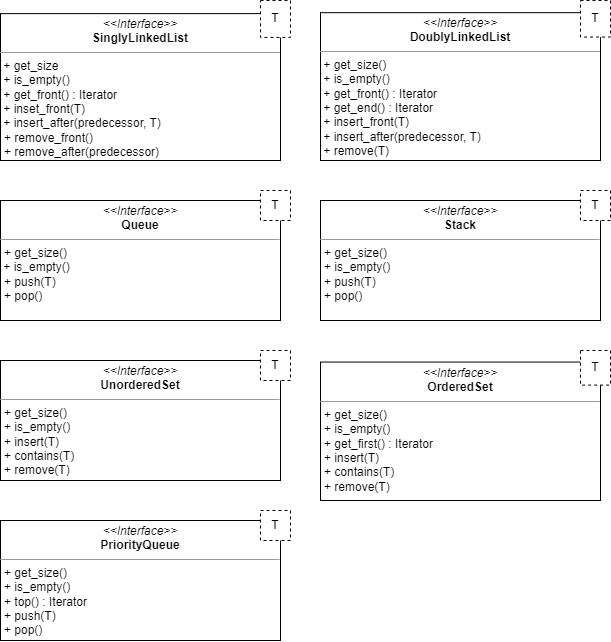 T
<<Interface>>
SinglyLinkedList
+ get_size
+ is_empty()
+ get_front() : Iterator
+ inset_front(T)
+ insert_after(predecessor, T)
+ remove_front()
+ remove_after(predecessor)
T
<<Interface>>
DoublyLinkedList
+ get_size()
+ is_empty()
+ get_front() : Iterator
+ get_end() : Iterator
+ insert_front(T)
+ insert_after(predecessor, T)
+ remove(T)
T
<<Interface>>
Queue
+ get_size()
+ is_empty()
+ push(T)
+ pop()
T
<<Interface>>
Stack
+ get_size()
+ is_empty()
+ push(T)
+ pop()
T
<<Interface>>
UnorderedSet
+ get_size()
+ is_empty()
+ insert(T)
+ contains(T)
+ remove(T)
T
<<Interface>>
OrderedSet
+ get_size()
+ is_empty()
+ get_first() : Iterator
+ insert(T)
+ contains(T)
+ remove(T)
T
<<Interface>>
PriorityQueue
+ get_size()
+ is_empty()
+ top() : Iterator
+ push(T)
+ pop()